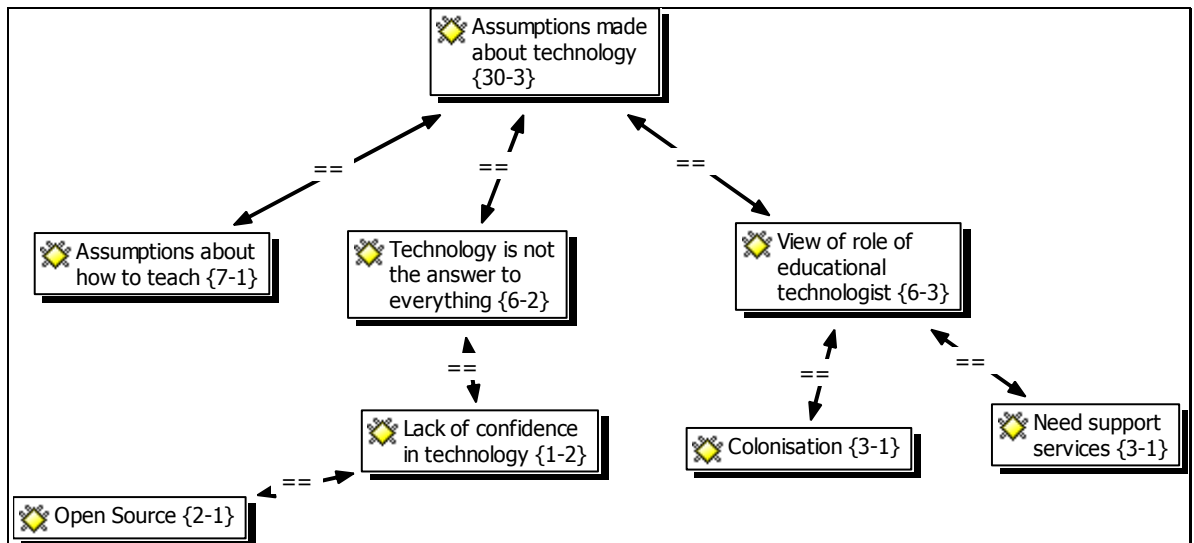 Assumptions made
about technology
{30-3}
==
==
==
Assumptions about
how to teach {7-1}
Technology is not
the answer to
everything {6-2}
View of role of
educational
technologist {6-3}
==
==
==
Lack of confidence
in technology {1-2}
Colonisation {3-1}
Need support
services {3-1}
==
Open Source {2-1}